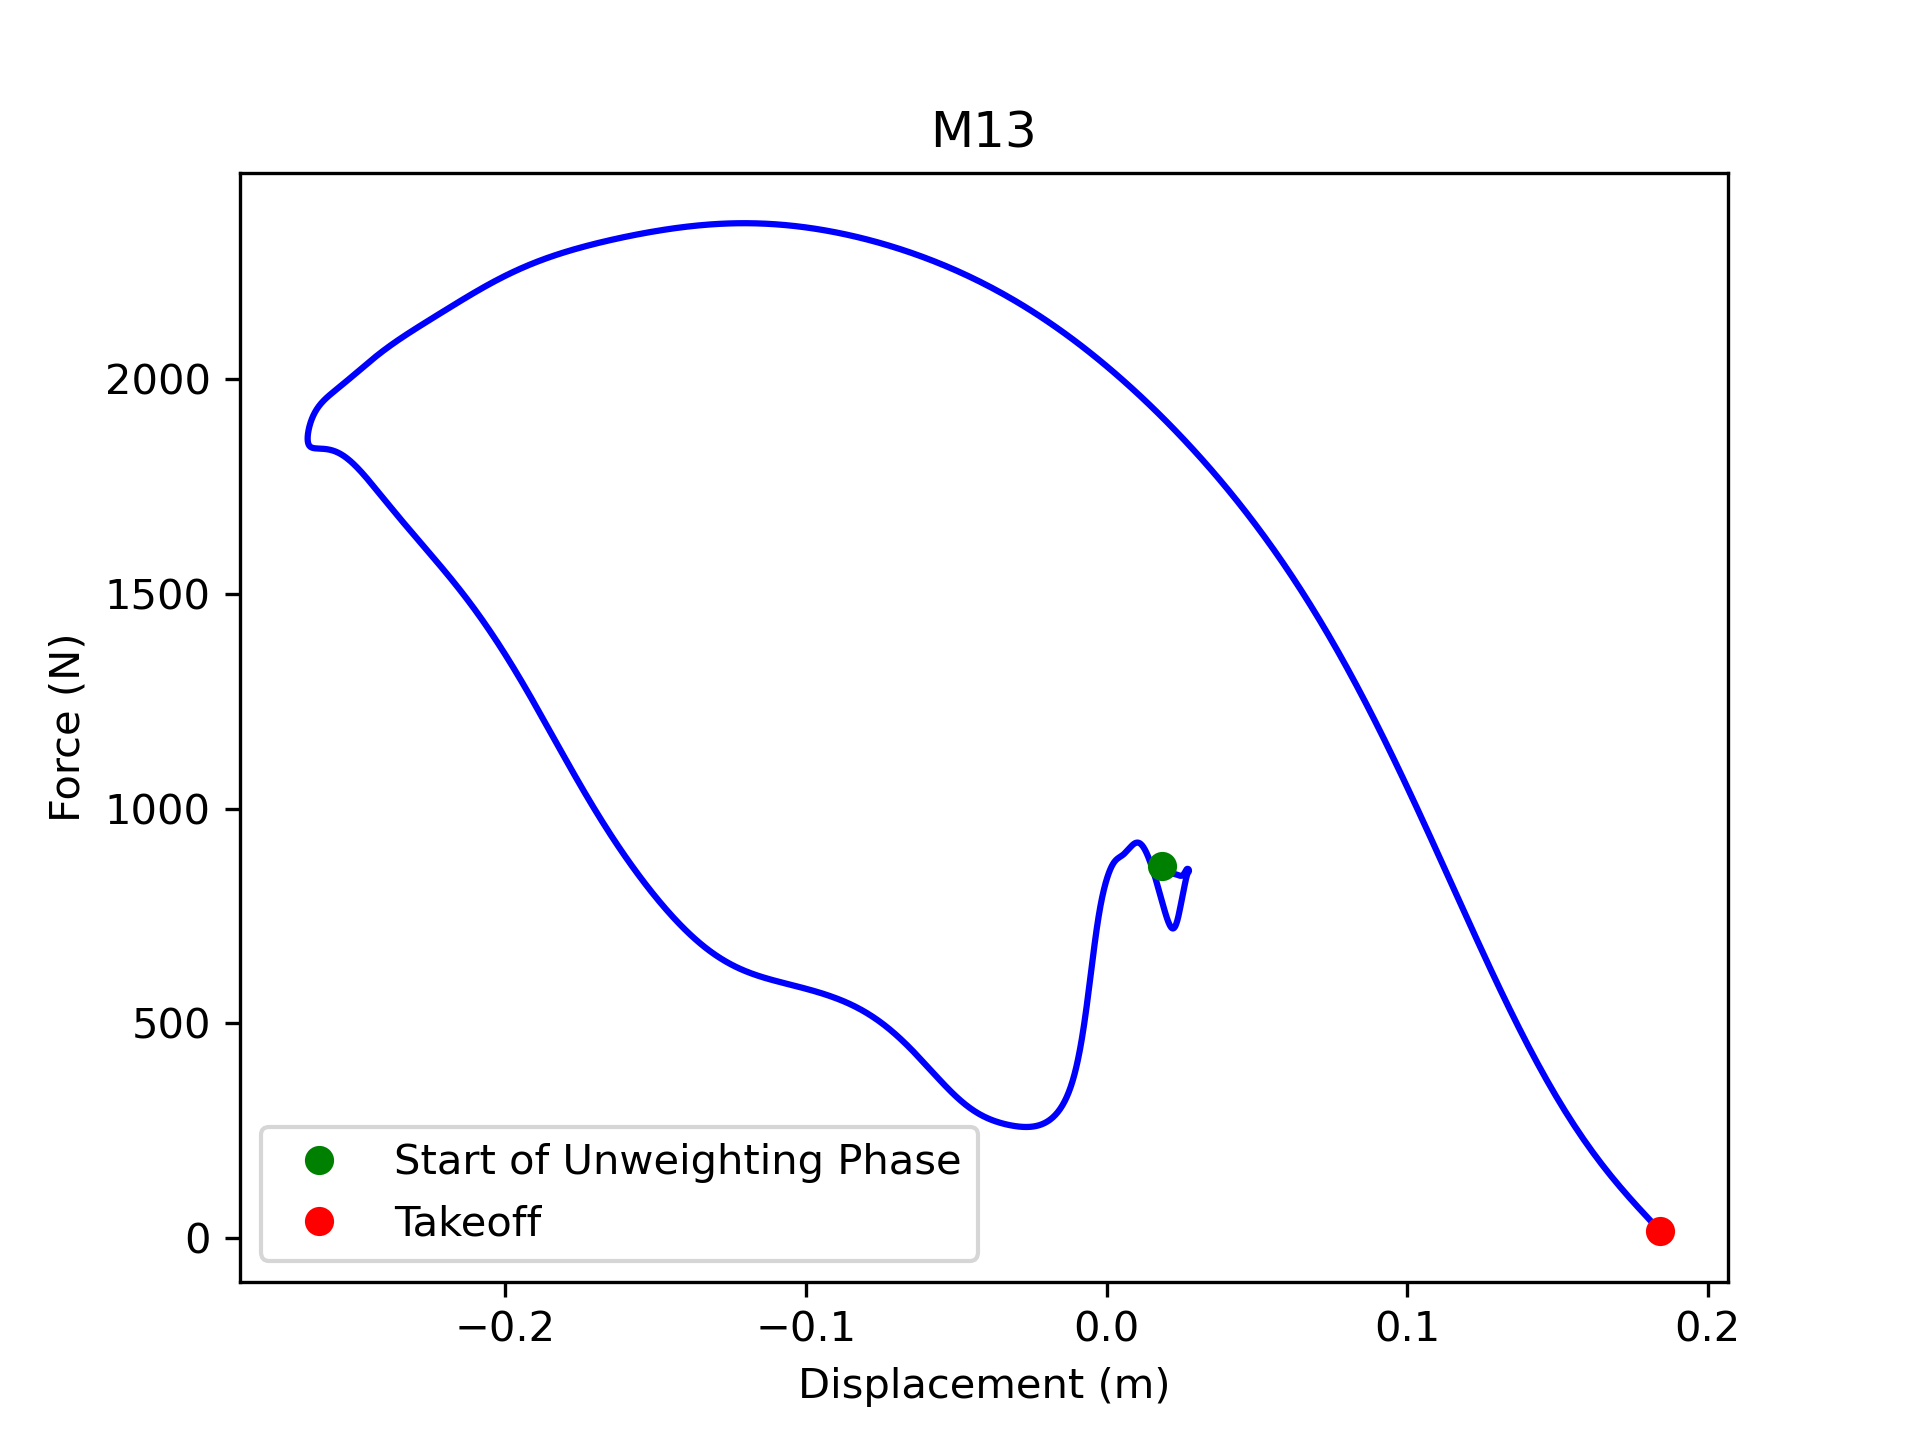 M13
2000
1500
1000
500
0
Force (N)
Start of Unweighting Phase
Takeoff
−0.2 −0.1 0.0 0.1 0.2
Displacement (m)